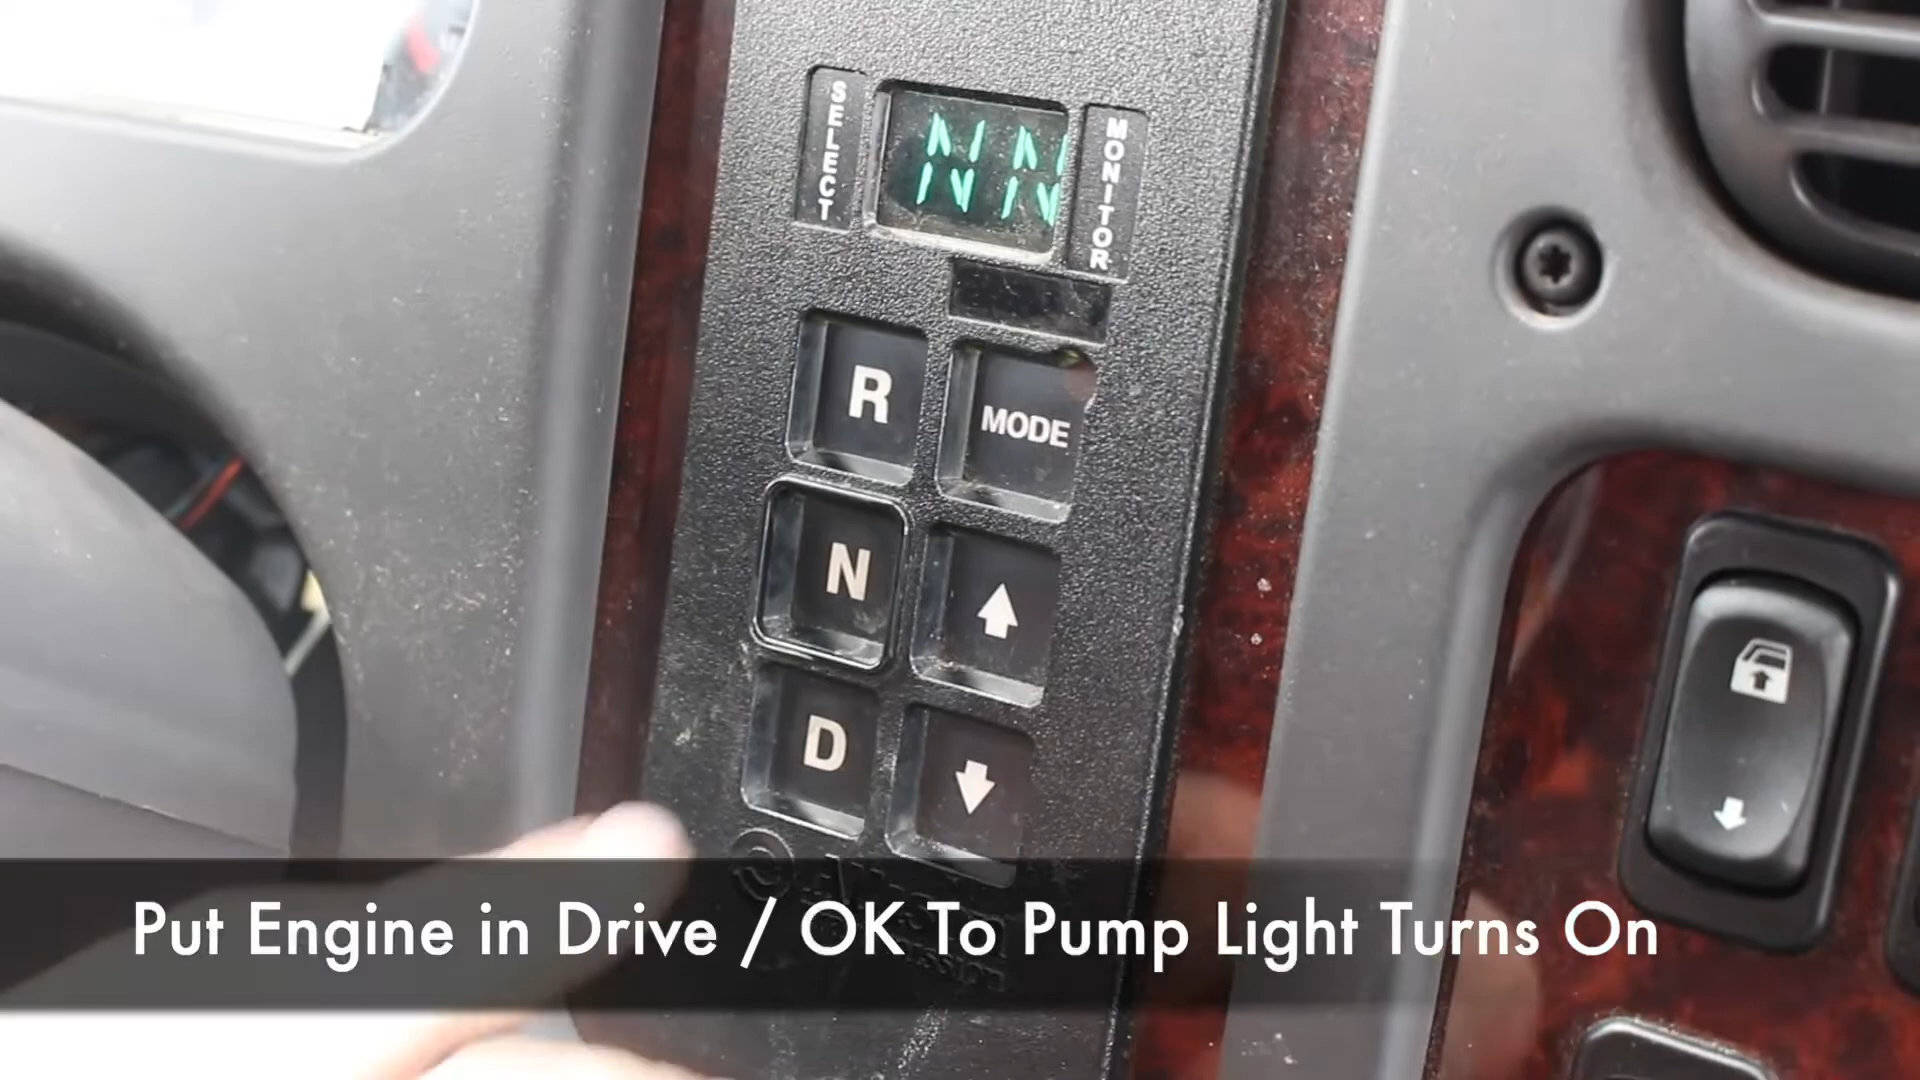 SELECT
N N
MONITOR
R
MODE
N
D
Put Engine in Drive / OK To Pump Light Turns On